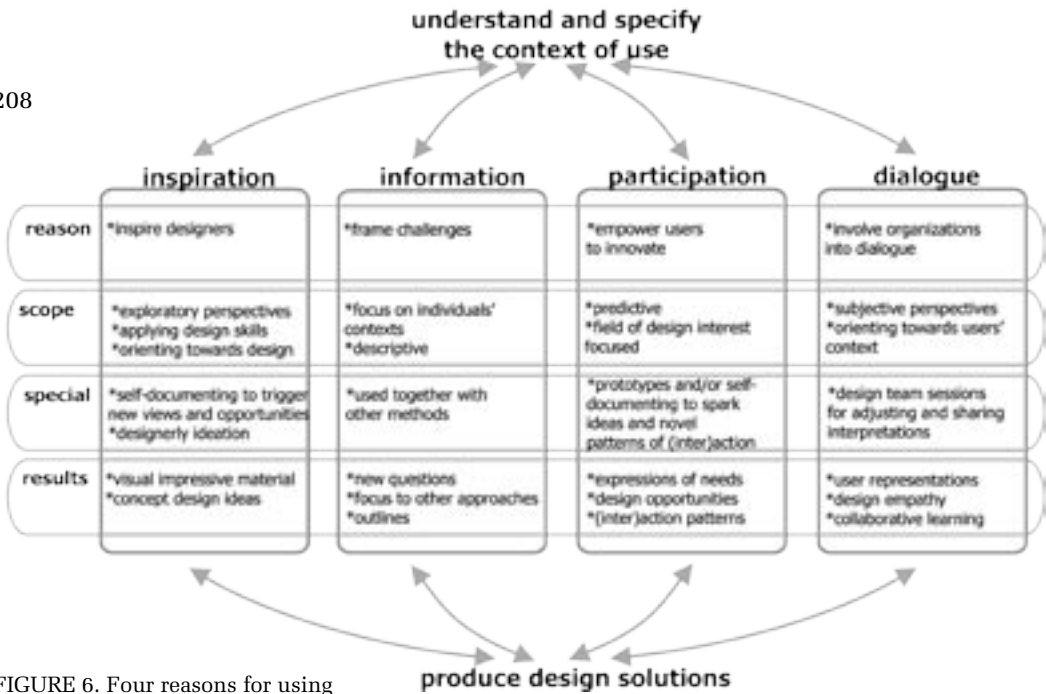 understand and specify
the context of use
208
inspiration
information
participation
dialogue
reason
*inspire designers
*frame challenges
*empower users
to innovate
*involve organizations
into dialogue
scope
*exploratory perspectives
*applying design skills
*orienting towards design
*focus on individuals'
contexts
*descriptive
*predictive
*field of design interest
focused
*subjective perspectives
*orienting towards users'
context
special
*self-documenting to trigger
new views and opportunities
*designerly ideation
*used together with
other methods
*prototypes and/or self-
documenting to spark
ideas and novel
patterns of (inter)action
*design team sessions
for adjusting and sharing
interpretations
results
*visual impressive material
*concept design ideas
*new questions
*focus to other approaches
*outlines
*expressions of needs
*design opportunities
*(inter)action patterns
*user representations
*design empathy
*collaborative learning
produce design solutions
FIGURE 6. Four reasons for using